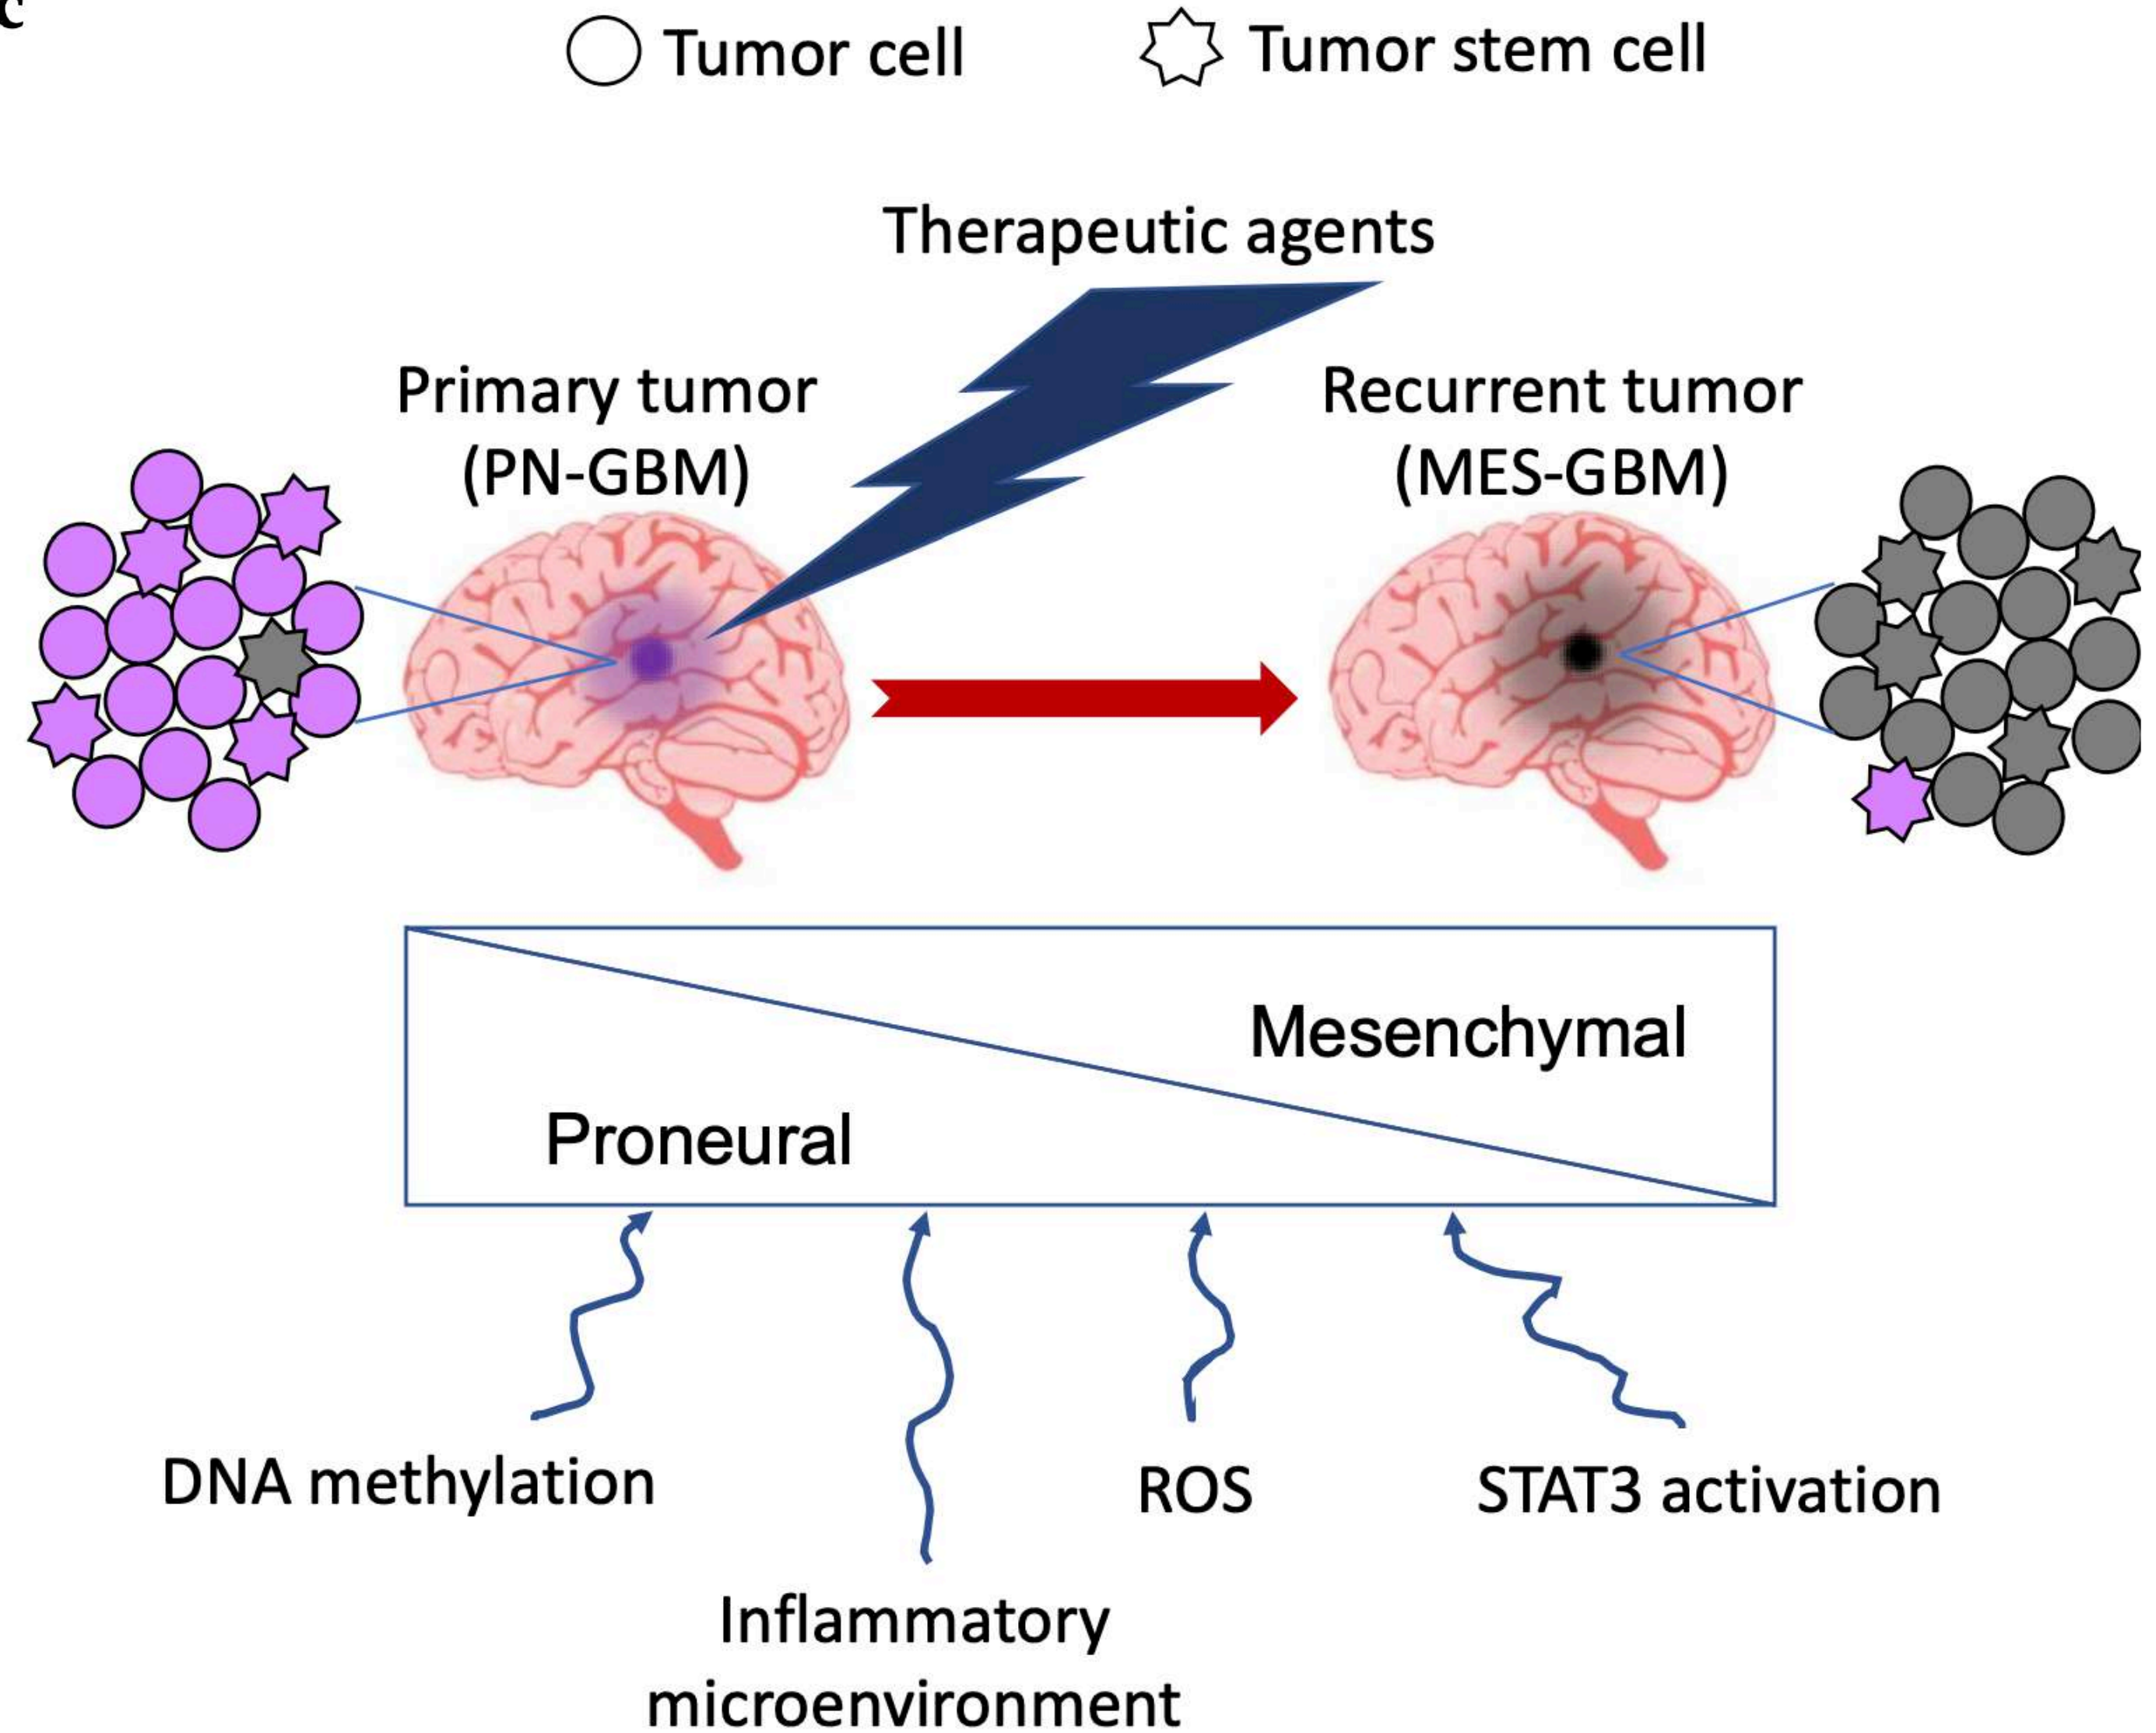 c
Tumor cell
Tumor stem cell
Therapeutic agents
Primary tumor
(PN-GBM)
Recurrent tumor
(MES-GBM)
Mesenchymal
Proneural
DNA methylation
ROS
STAT3 activation
Inflammatory
microenvironment